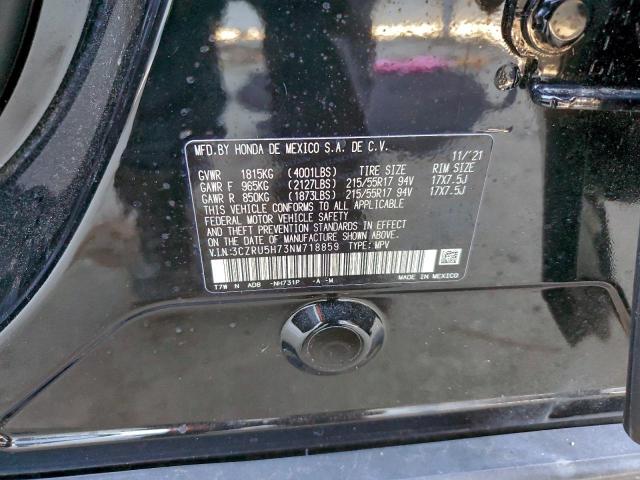 MFD.BY HONDA DE MEXICO S.A. DE C.V. 11/'21
GVWR 1815KG (4001LBS) TIRE SIZE RIM SIZE
GAWR F 965KG (2127LBS) 215/55R17 94V 17X7.5J
GAWR R 850KG (1873LBS) 215/55R17 94V 17X7.5J
THIS VEHICLE CONFORMS TO ALL APPLICABLE
FEDERAL MOTOR VEHICLE SAFETY
AND THEFT PREVENTION STANDARDS IN EFFECT
ON THE DATE OF MANUFACTURE SHOWN ABOVE.
V.I.N:3CZRU5H73NM718859 TYPE: MPV
T7W N ADB -NH731P -A -M MADE IN MEXICO